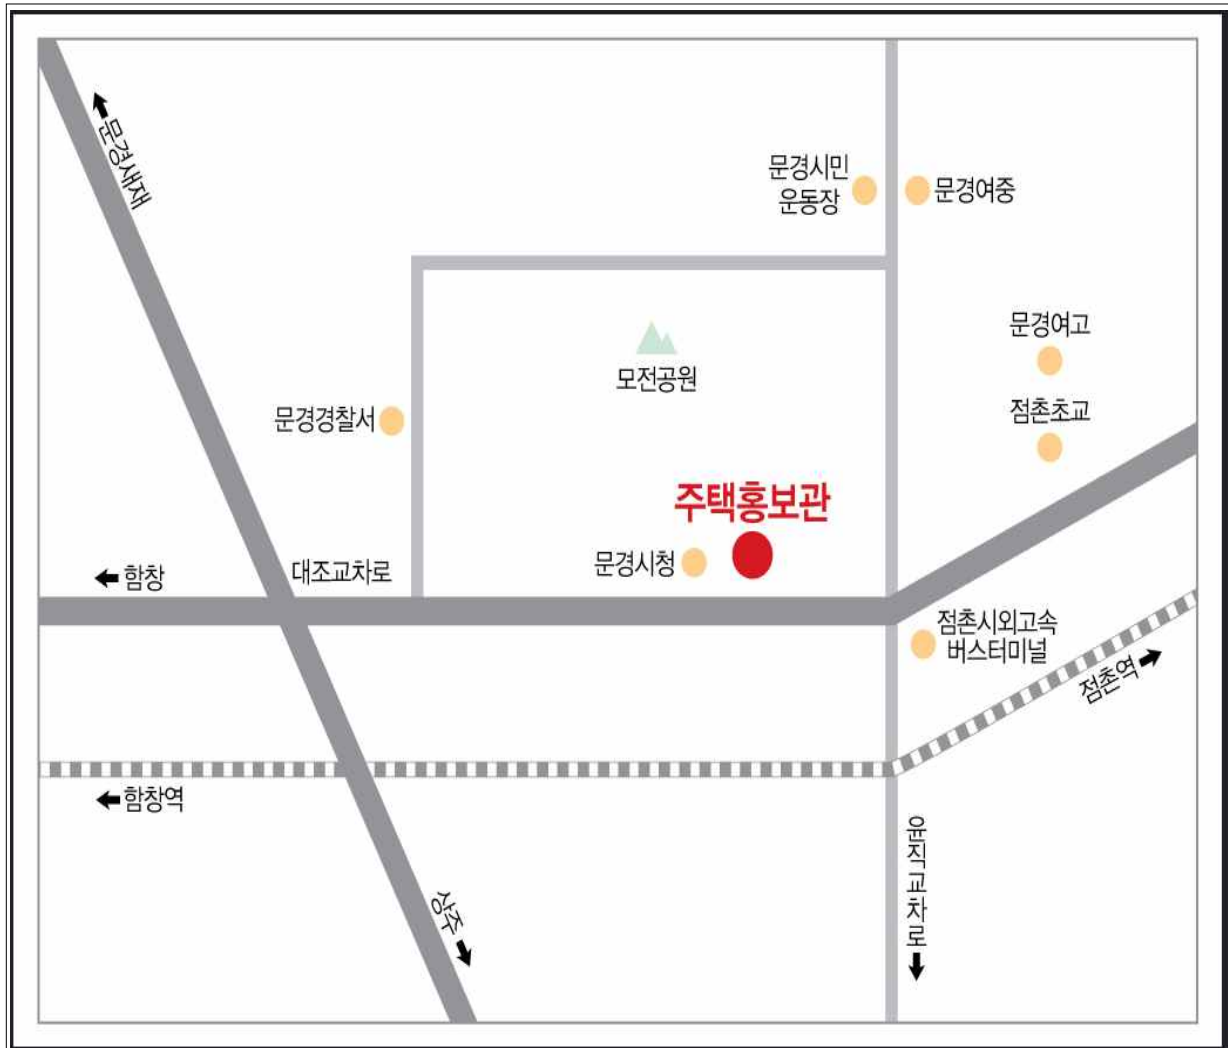 문경새재
문경시민
운동장
문경여중
문경여고
모전공원
점촌초교
문경경찰서
주택홍보관
문경시청
대조교차로
함창
점촌시외고속
버스터미널
점촌역
함창역
윤직교차로
상주